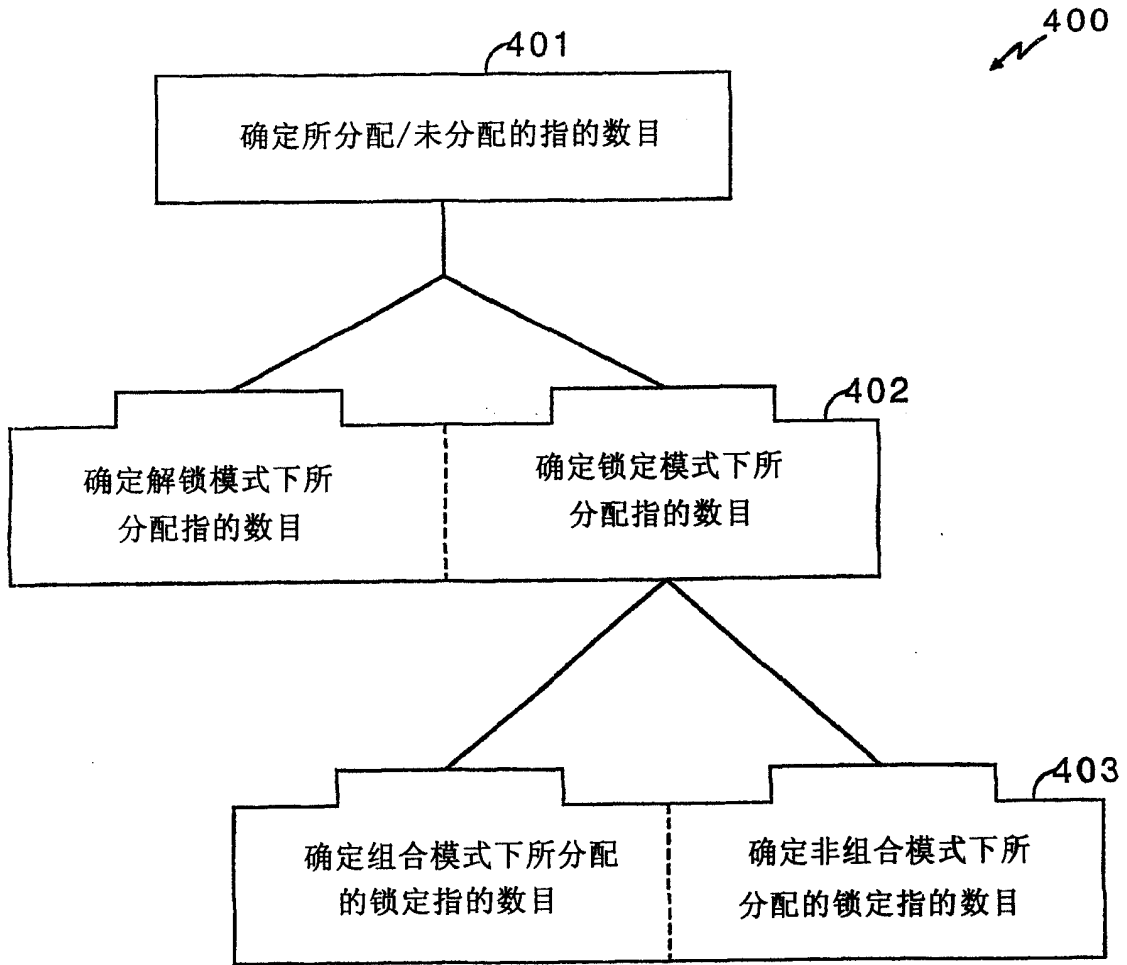 400
401
确定所分配/未分配的指的数目
402
确定解锁模式下所
分配指的数目
确定锁定模式下所
分配指的数目
403
确定组合模式下所分配
的锁定指的数目
确定非组合模式下所
分配的锁定指的数目